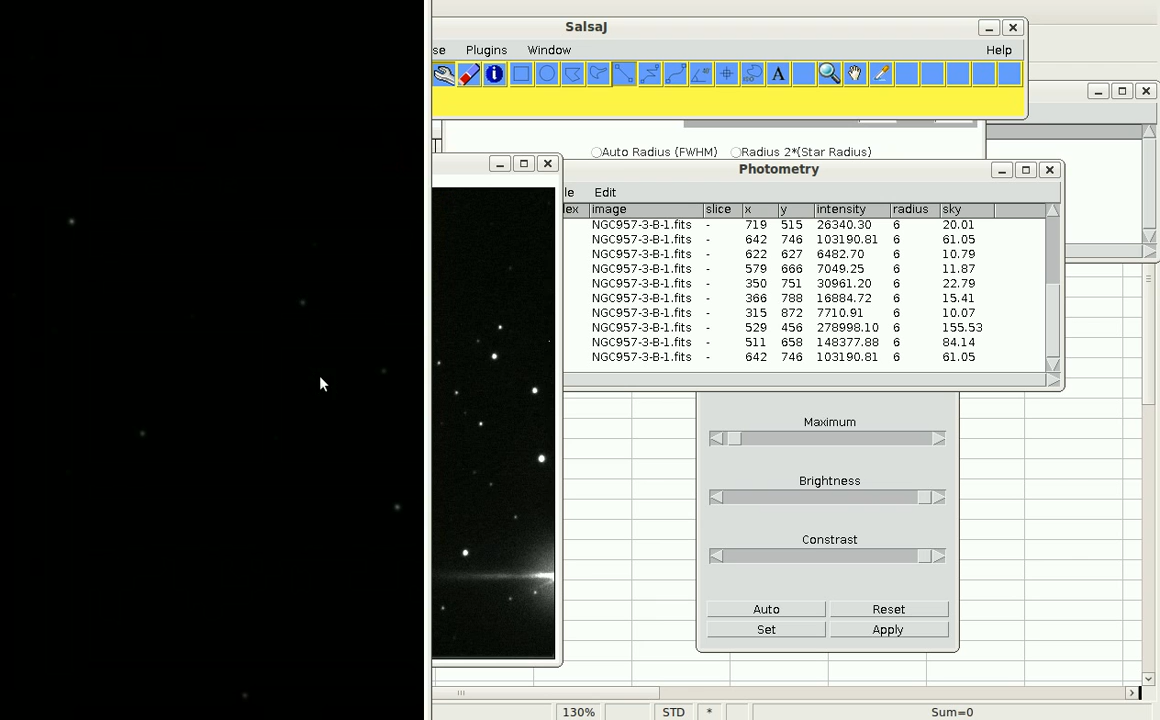 SalsaJ
se Plugins Window Help
A
Auto Radius (FWHM) Radius 2*(Star Radius)
Photometry
le Edit
ex image slice x y intensity radius sky
NGC957-3-B-1.fits - 719 515 26340.30 6 20.01
NGC957-3-B-1.fits - 642 746 103190.81 6 61.05
NGC957-3-B-1.fits - 622 627 6482.70 6 10.79
NGC957-3-B-1.fits - 579 666 7049.25 6 11.87
NGC957-3-B-1.fits - 350 751 30961.20 6 22.79
NGC957-3-B-1.fits - 366 788 16884.72 6 15.41
NGC957-3-B-1.fits - 315 872 7710.91 6 10.07
NGC957-3-B-1.fits - 529 456 278998.10 6 155.53
NGC957-3-B-1.fits - 511 658 148377.88 6 84.14
NGC957-3-B-1.fits - 642 746 103190.81 6 61.05
Maximum
Brightness
Constrast
Auto Reset
Set Apply
130% STD * Sum=0